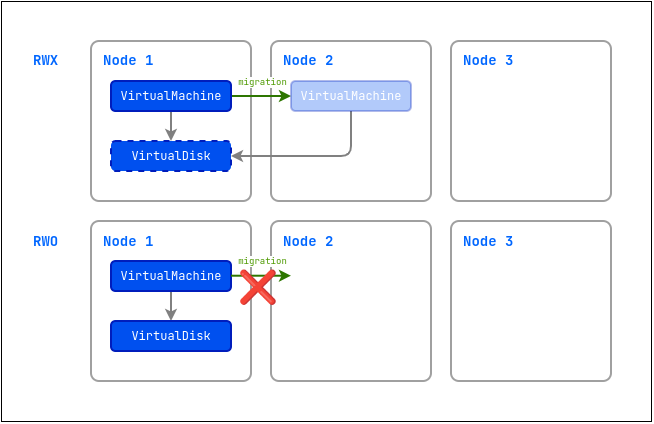 RWX
Node 1
Node 2
Node 3
VirtualMachine
migration
VirtualMachine
VirtualDisk
RWO
Node 1
Node 2
Node 3
migration
VirtualMachine
VirtualDisk